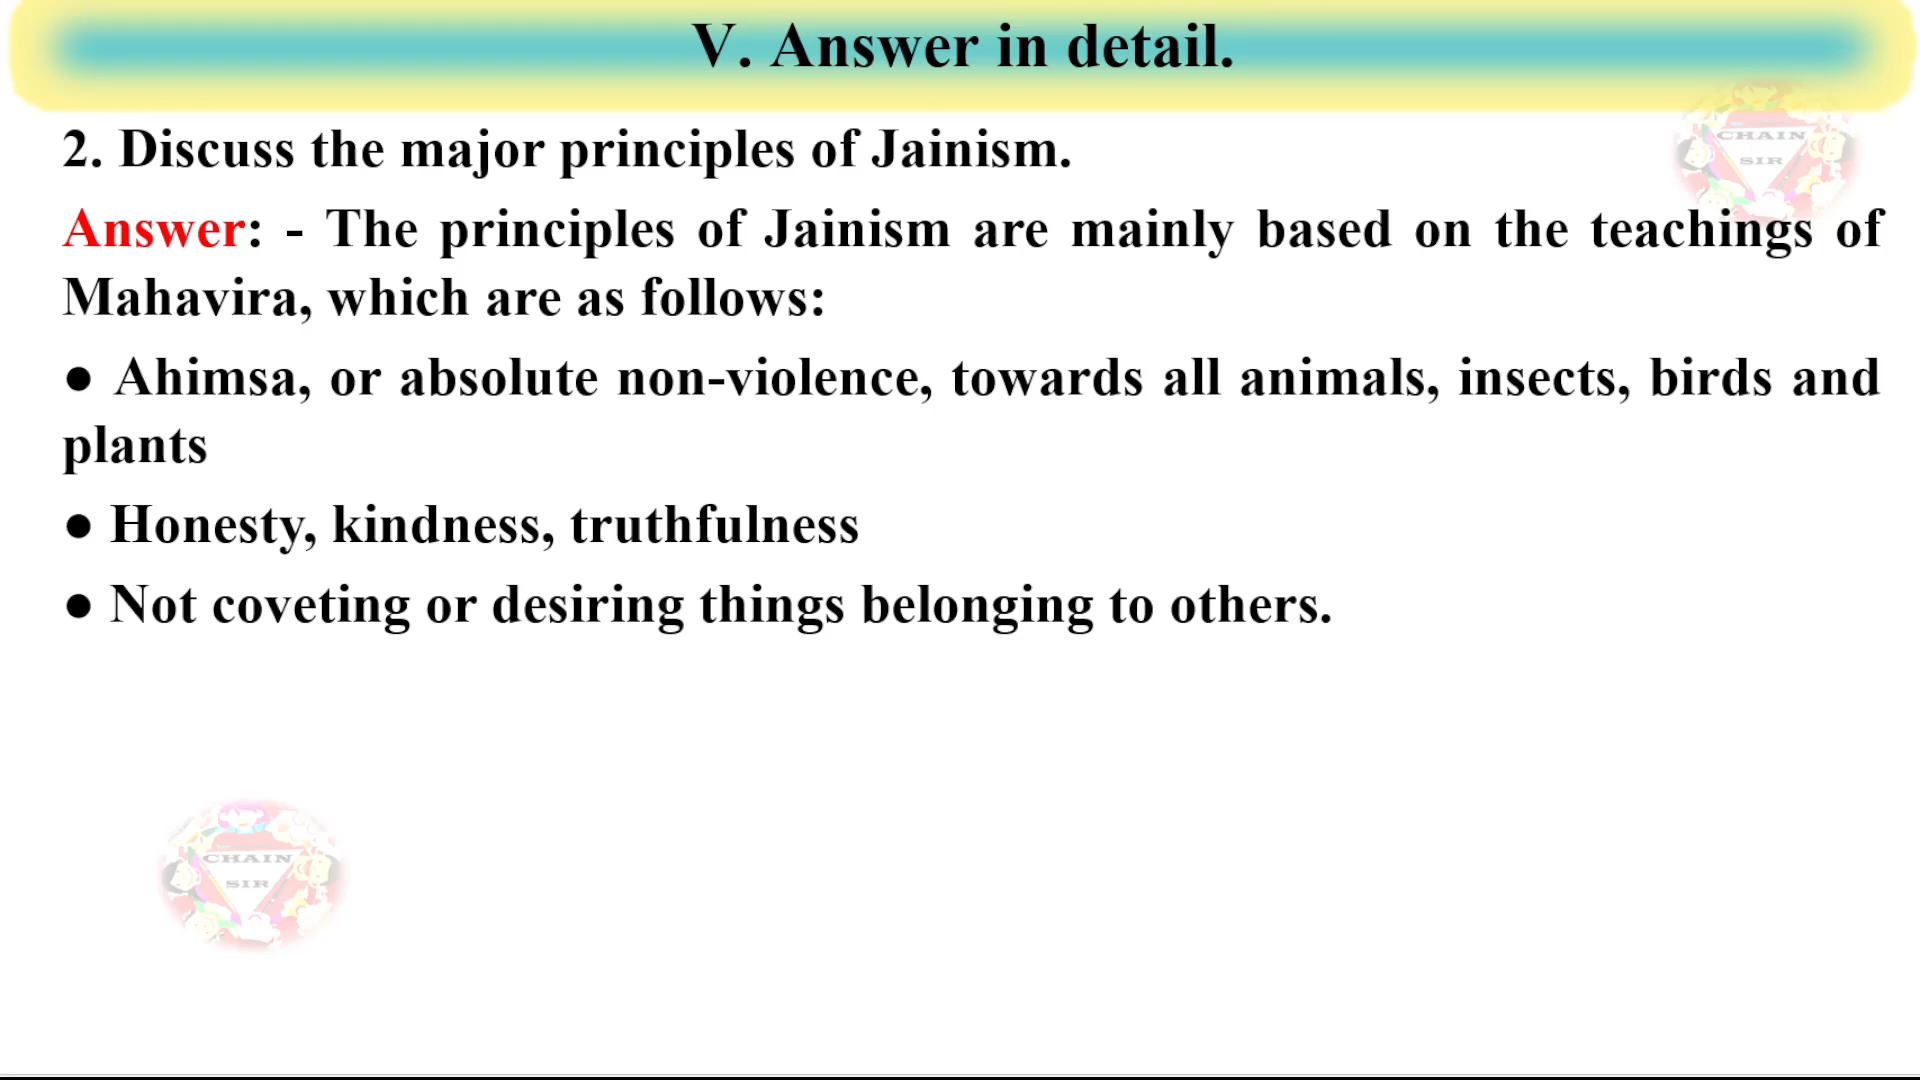 V. Answer in detail.
2. Discuss the major principles of Jainism.
Answer: - The principles of Jainism are mainly based on the teachings of
Mahavira, which are as follows:
● Ahimsa, or absolute non-violence, towards all animals, insects, birds and
plants
● Honesty, kindness, truthfulness
● Not coveting or desiring things belonging to others.
CHAIN
SIR
CHAIN
SIR